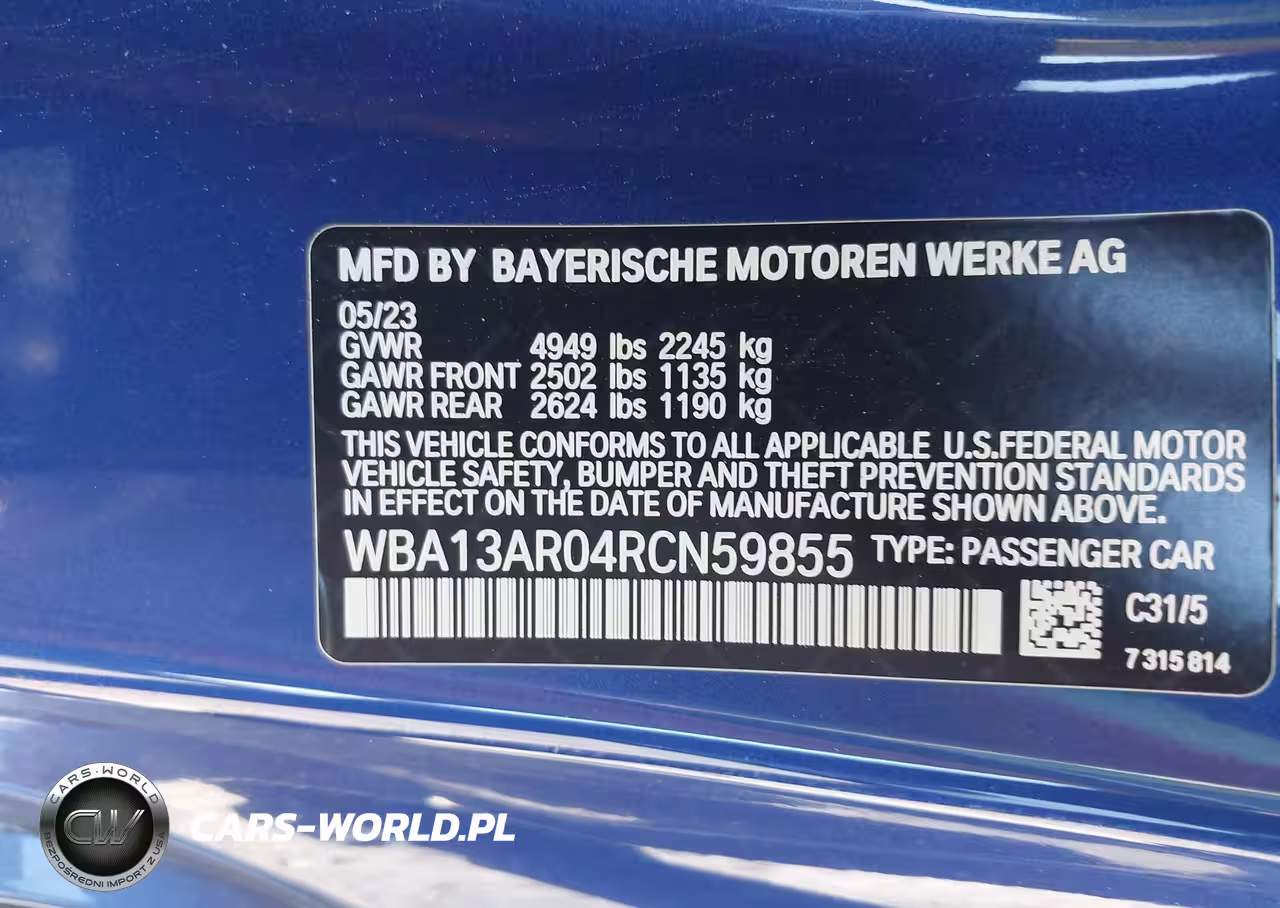 MFD BY BAYERISCHE MOTOREN WERKE AG
05/23
GVWR 4949 lbs 2245 kg
GAWR FRONT 2502 lbs 1135 kg
GAWR REAR 2624 lbs 1190 kg
THIS VEHICLE CONFORMS TO ALL APPLICABLE U.S.FEDERAL MOTOR
VEHICLE SAFETY, BUMPER AND THEFT PREVENTION STANDARDS
IN EFFECT ON THE DATE OF MANUFACTURE SHOWN ABOVE.
WBA13AR04RCN59855 TYPE: PASSENGER CAR
C31/5
7315814
CARS-WORLD
CW
BEZPOŚREDNI IMPORT Z USA
CARS-WORLD.PL